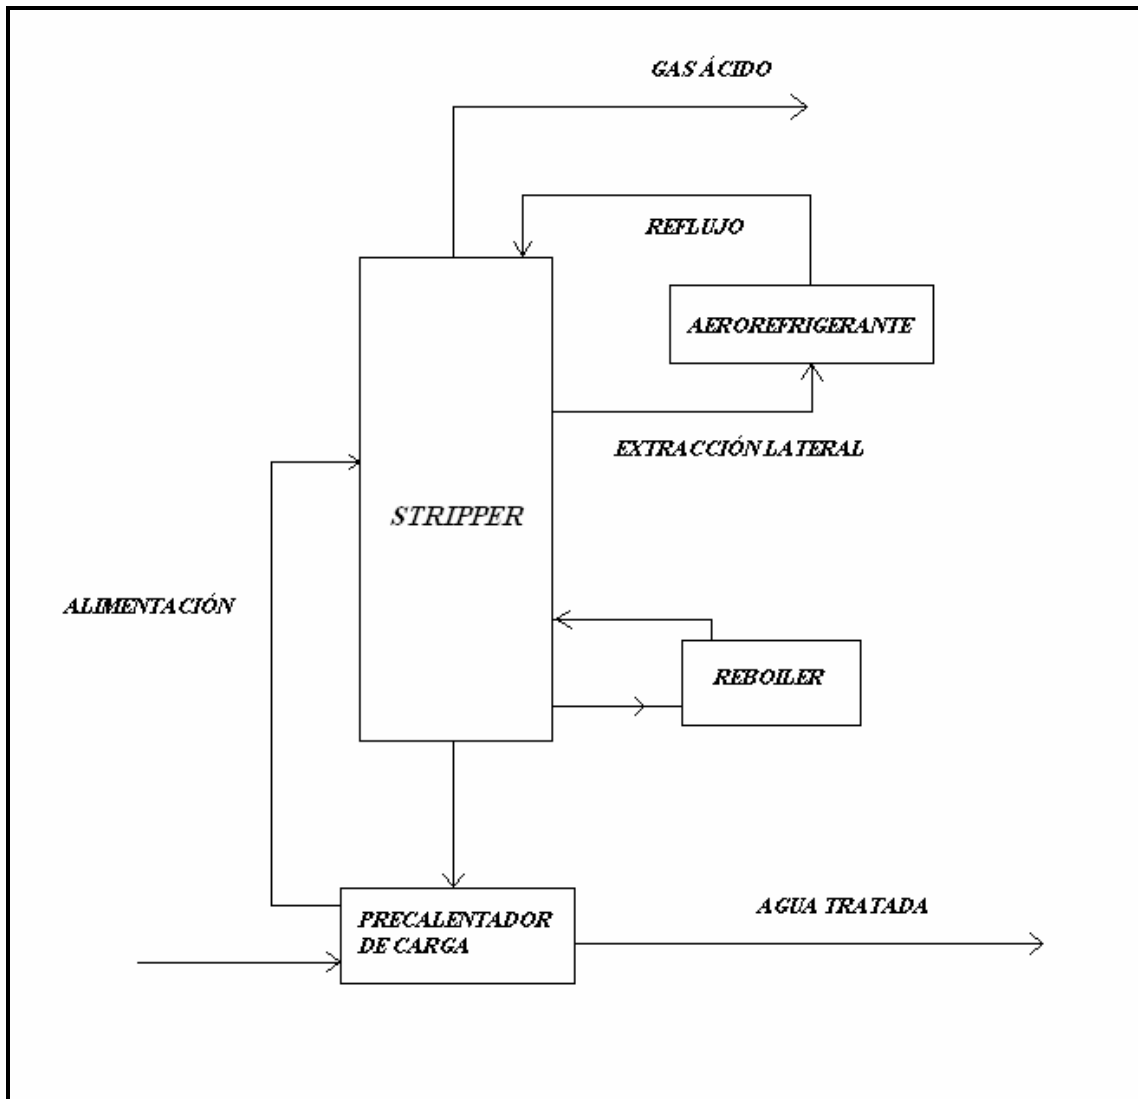 GAS ÁCIDO
REFLUJO
AEROREFRIGERANTE
EXTRACCIÓN LATERAL
STRIPPER
ALIMENTACIÓN
REBOILER
PRECALENTADOR
DE CARGA
AGUA TRATADA